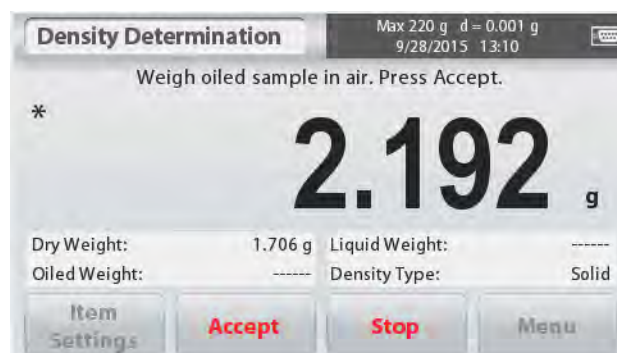 Density Determination
Max 220 g d = 0.001 g
9/28/2015 13:10
Weigh oiled sample in air. Press Accept.
*
2.192 g
Dry Weight: 1.706 g Liquid Weight: ------
Oiled Weight: ------ Density Type: Solid
Item Settings Accept Stop Menu